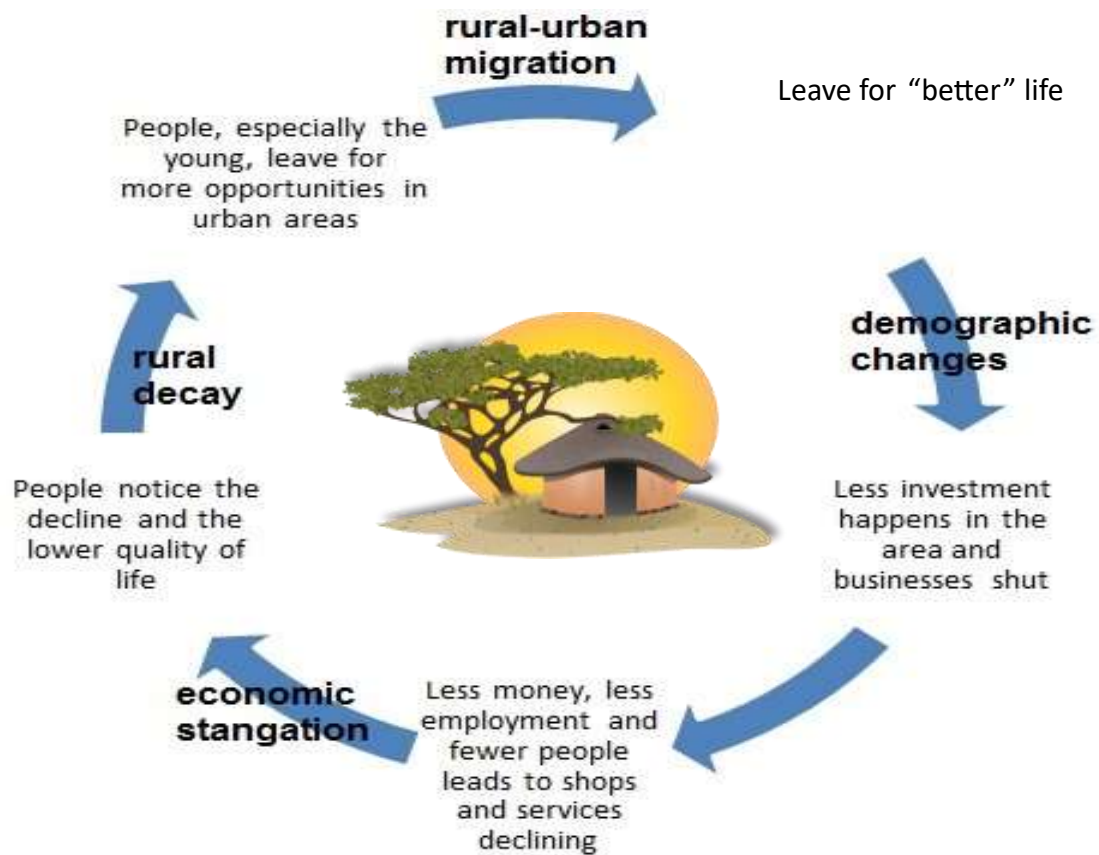 rural-urban
migration
Leave for “better” life
People, especially the
young, leave for
more opportunities in
urban areas
demographic
changes
rural
decay
People notice the
decline and the
lower quality of
life
Less investment
happens in the
area and
businesses shut
economic
stangation
Less money, less
employment and
fewer people
leads to shops
and services
declining